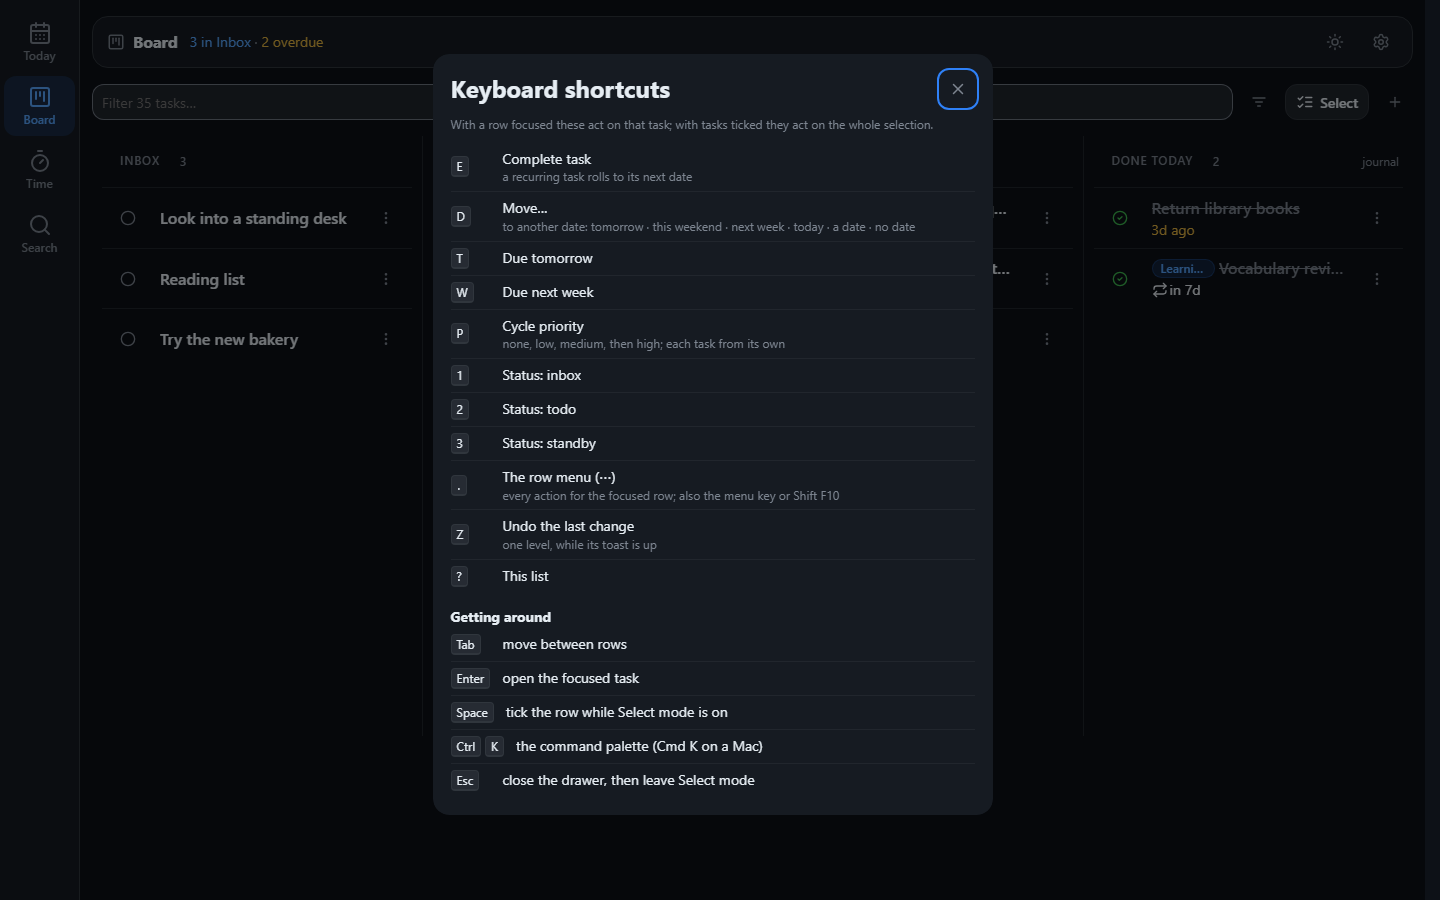 Today
Board
Time
Search
Board 3 in Inbox · 2 overdue
Filter 35 tasks...
Select
INBOX 3
Look into a standing desk
Reading list
Try the new bakery
Keyboard shortcuts
With a row focused these act on that task; with tasks ticked they act on the whole selection.
E Complete task
a recurring task rolls to its next date
D Move...
to another date: tomorrow · this weekend · next week · today · a date · no date
T Due tomorrow
W Due next week
P Cycle priority
none, low, medium, then high; each task from its own
1 Status: inbox
2 Status: todo
3 Status: standby
. The row menu (···)
every action for the focused row; also the menu key or Shift F10
Z Undo the last change
one level, while its toast is up
? This list
Getting around
Tab move between rows
Enter open the focused task
Space tick the row while Select mode is on
Ctrl K the command palette (Cmd K on a Mac)
Esc close the drawer, then leave Select mode
DONE TODAY 2 journal
Return library books
3d ago
Learni... Vocabulary revi...
in 7d